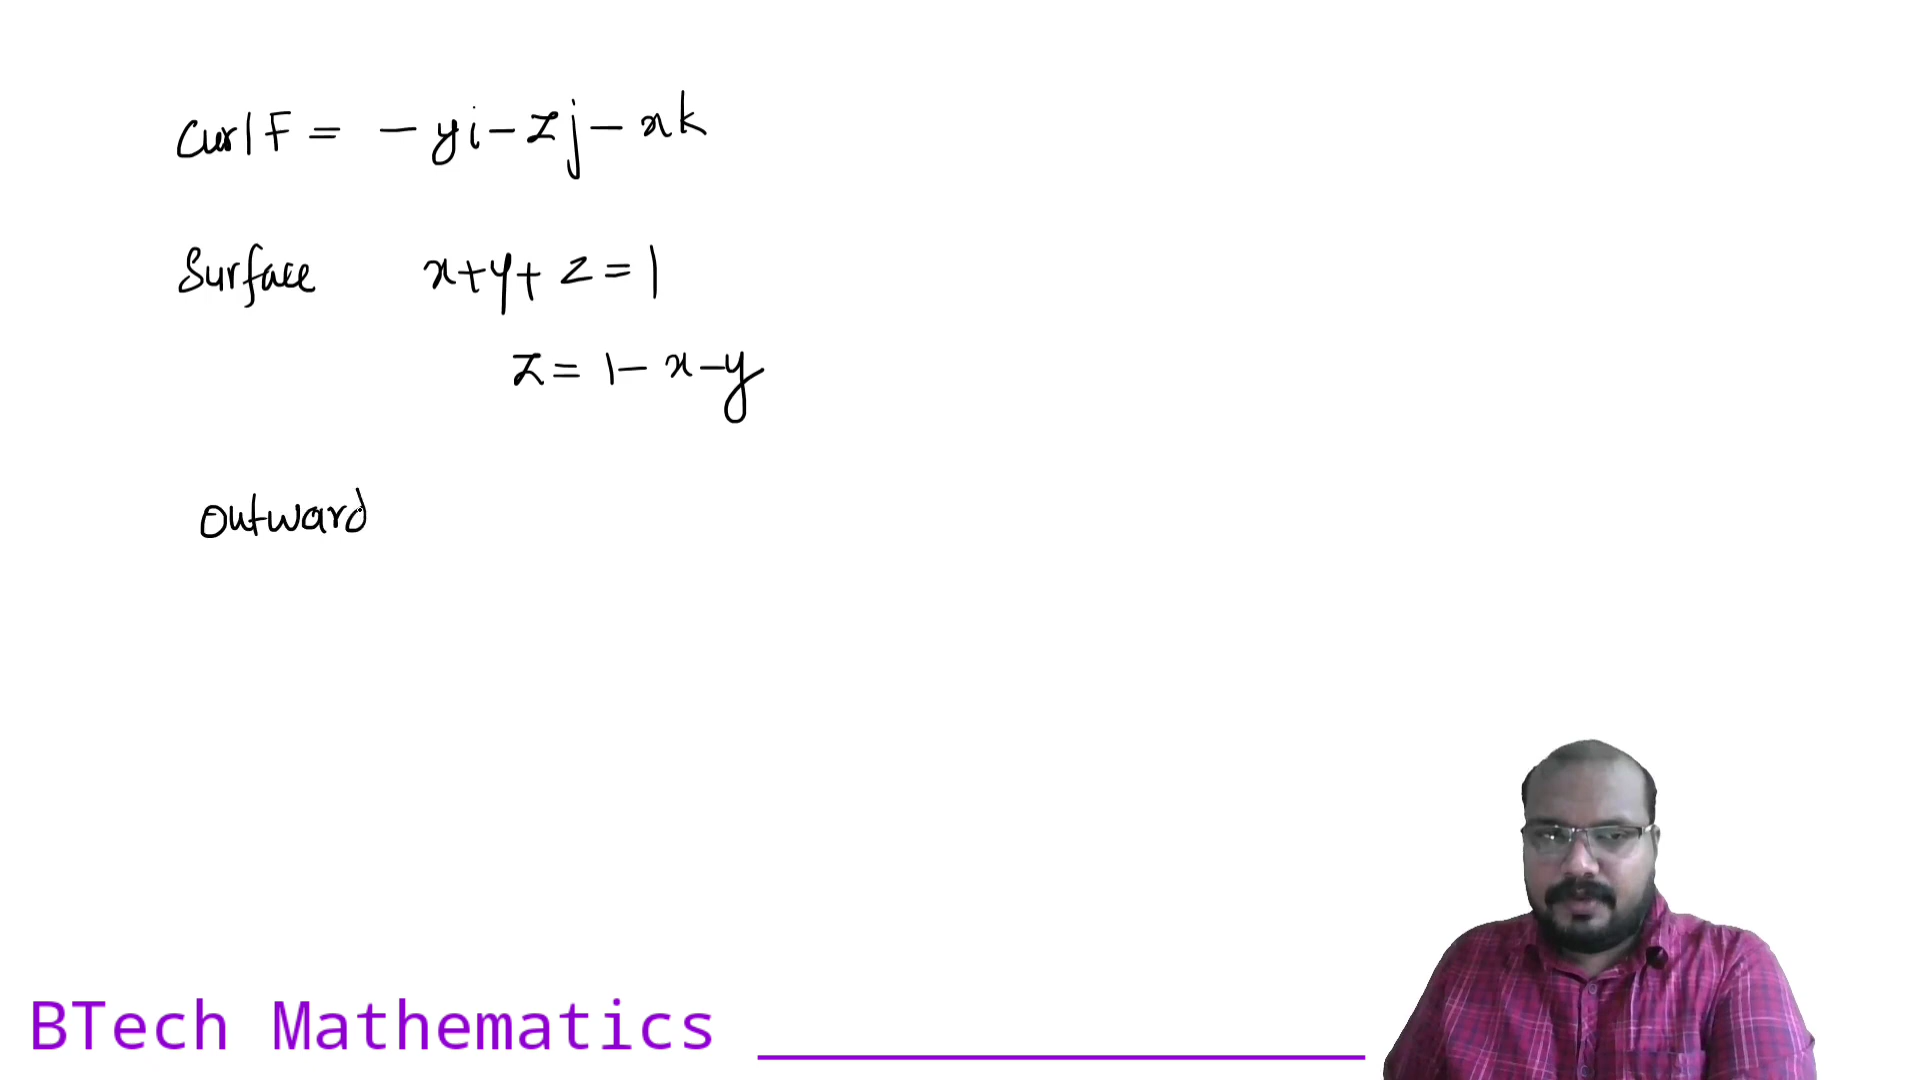 Curl F = - yi - zj - xk
Surface x+y+ z = 1
z = 1- x -y
Outward
BTech Mathematics